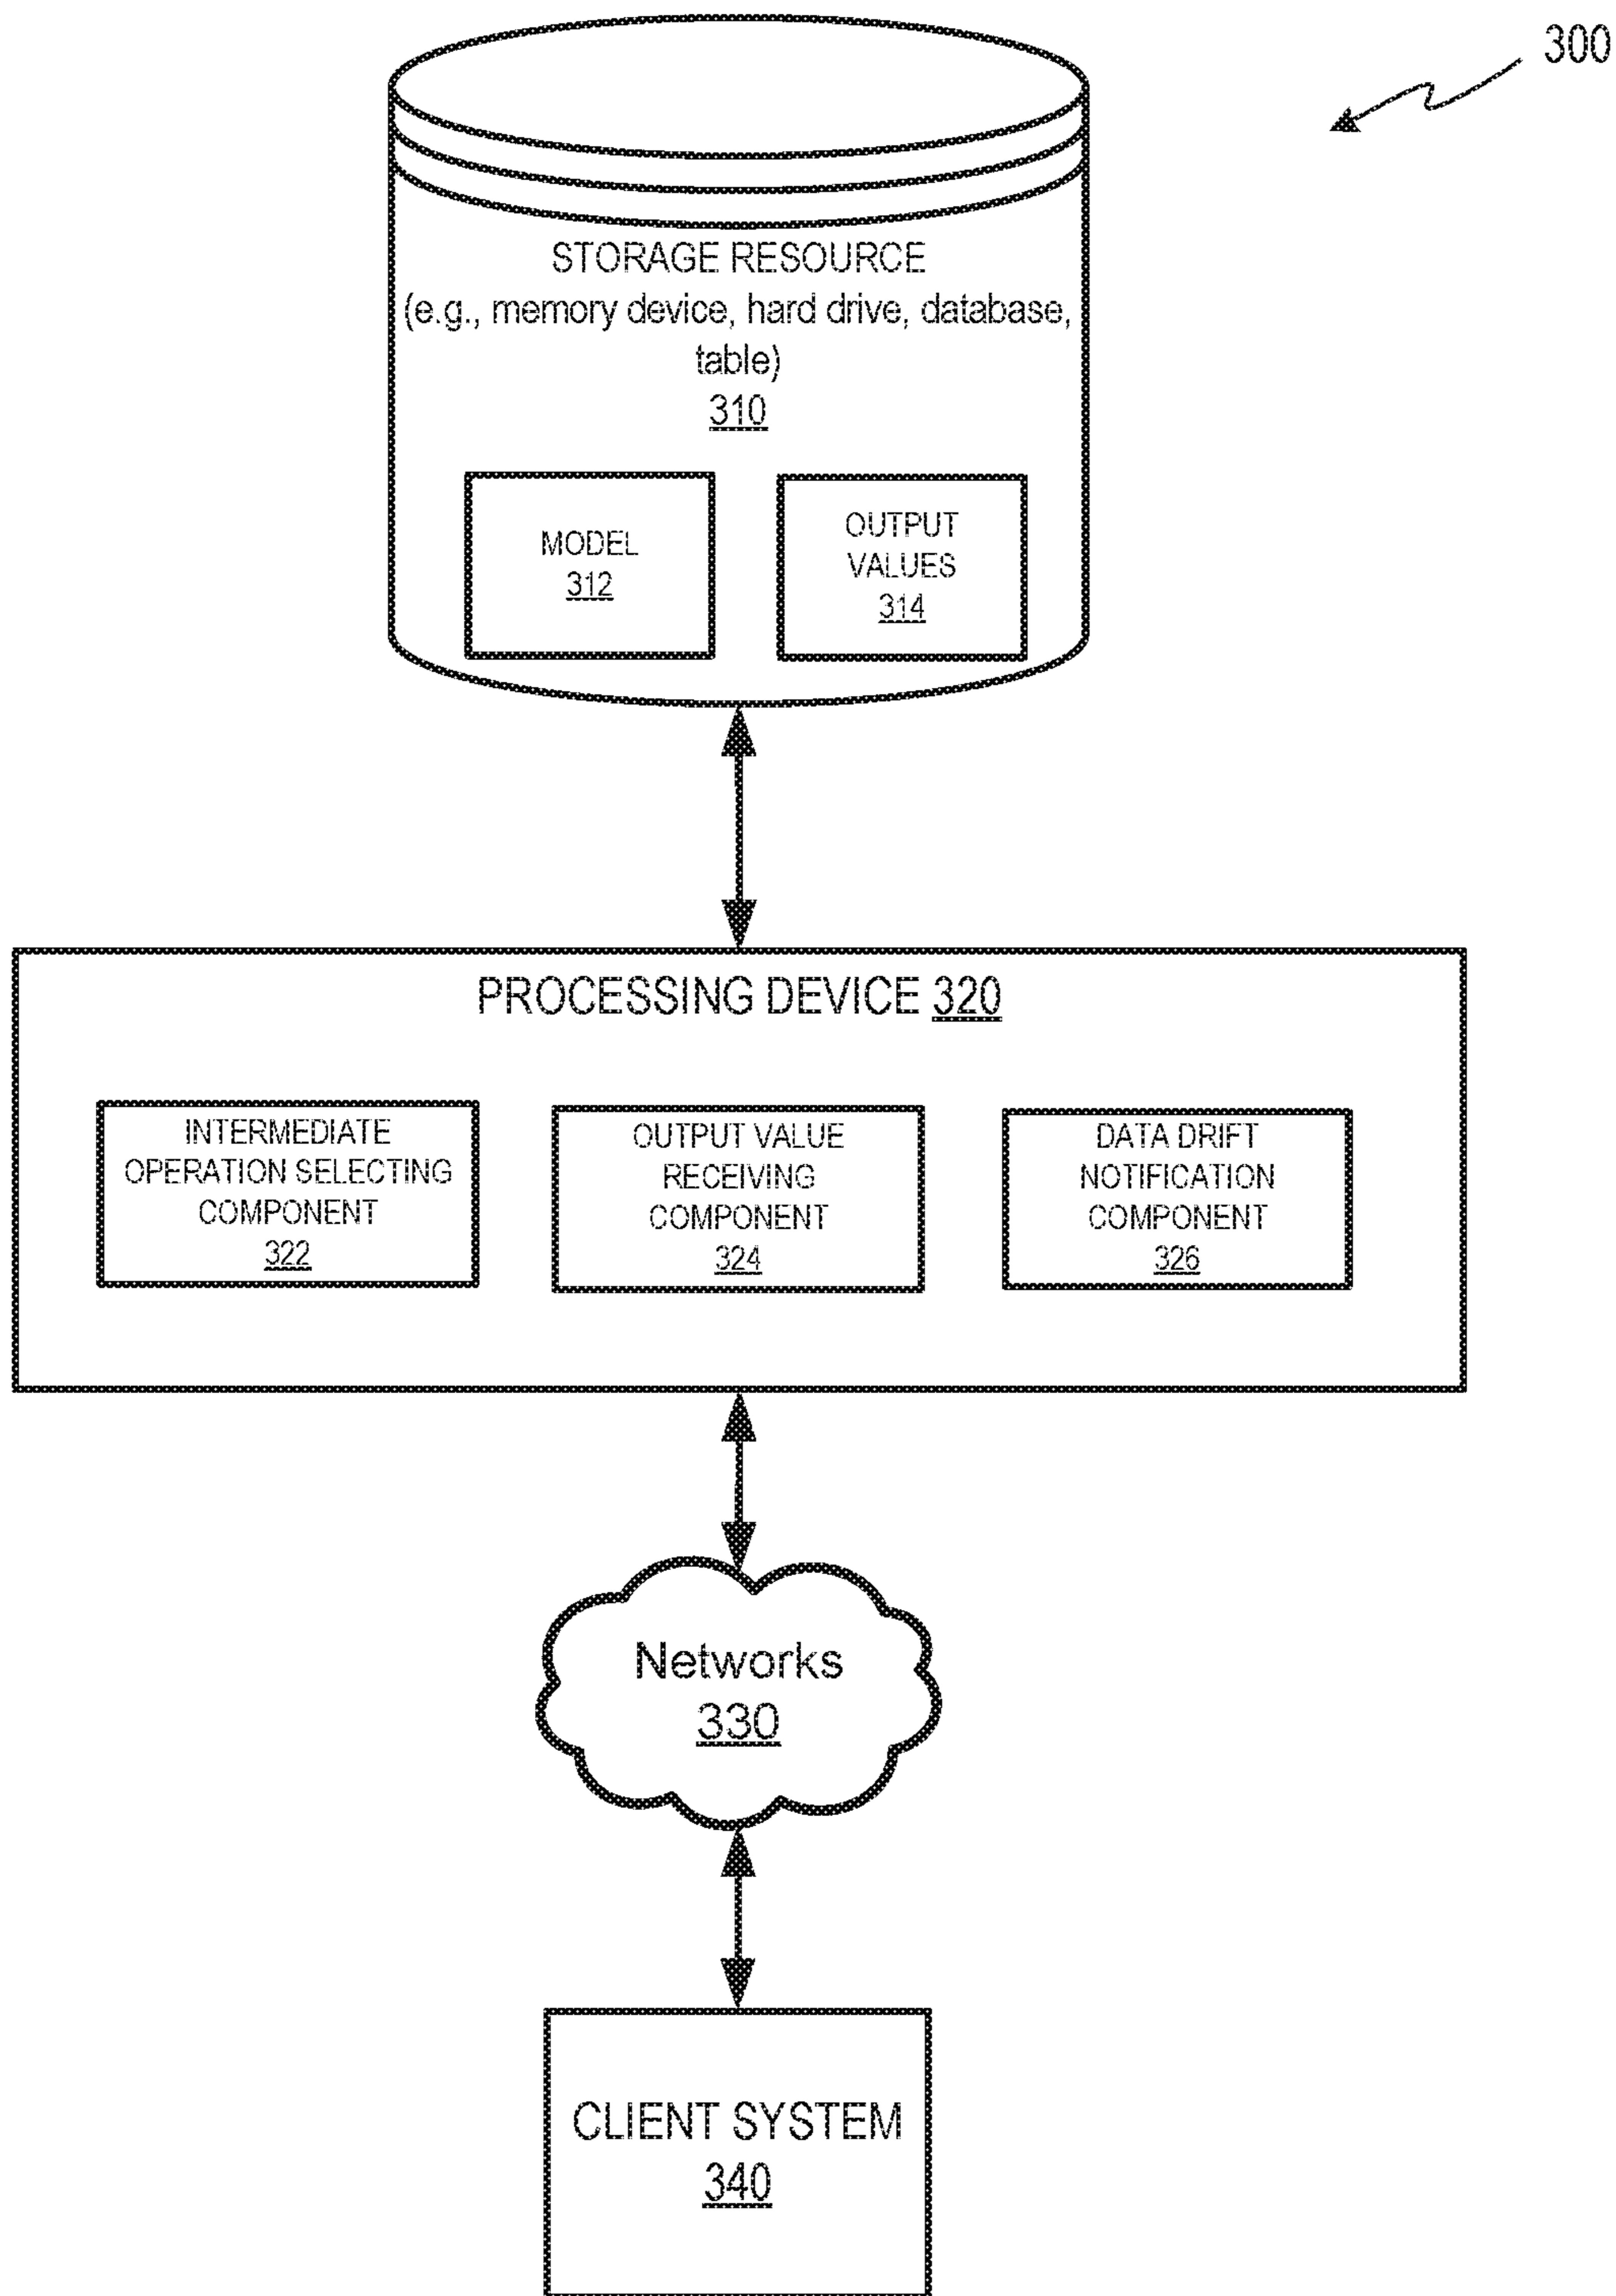 300
STORAGE RESOURCE
(e.g., memory device, hard drive, database,
table)
310
MODEL
312
OUTPUT
VALUES
314
PROCESSING DEVICE 320
INTERMEDIATE
OPERATION SELECTING
COMPONENT
322
OUTPUT VALUE
RECEIVING
COMPONENT
324
DATA DRIFT
NOTIFICATION
COMPONENT
326
Networks
330
CLIENT SYSTEM
340